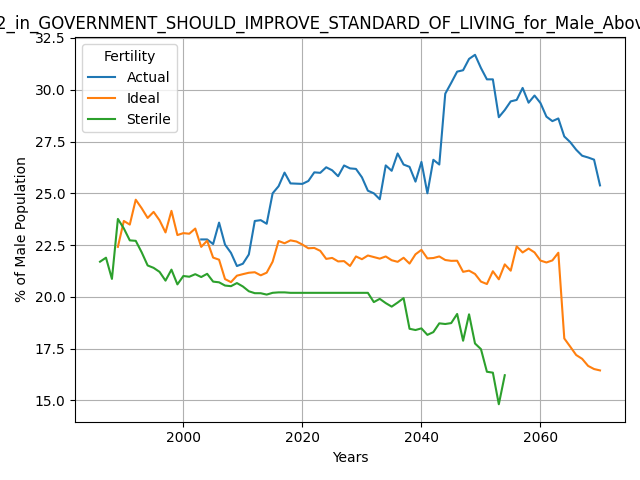 2_in_GOVERNMENT_SHOULD_IMPROVE_STANDARD_OF_LIVING_for_Male_Abov
Fertility
Actual
Ideal
Sterile
32.5
30.0
27.5
25.0
22.5
20.0
17.5
15.0
% of Male Population
2000
2020
2040
2060
Years